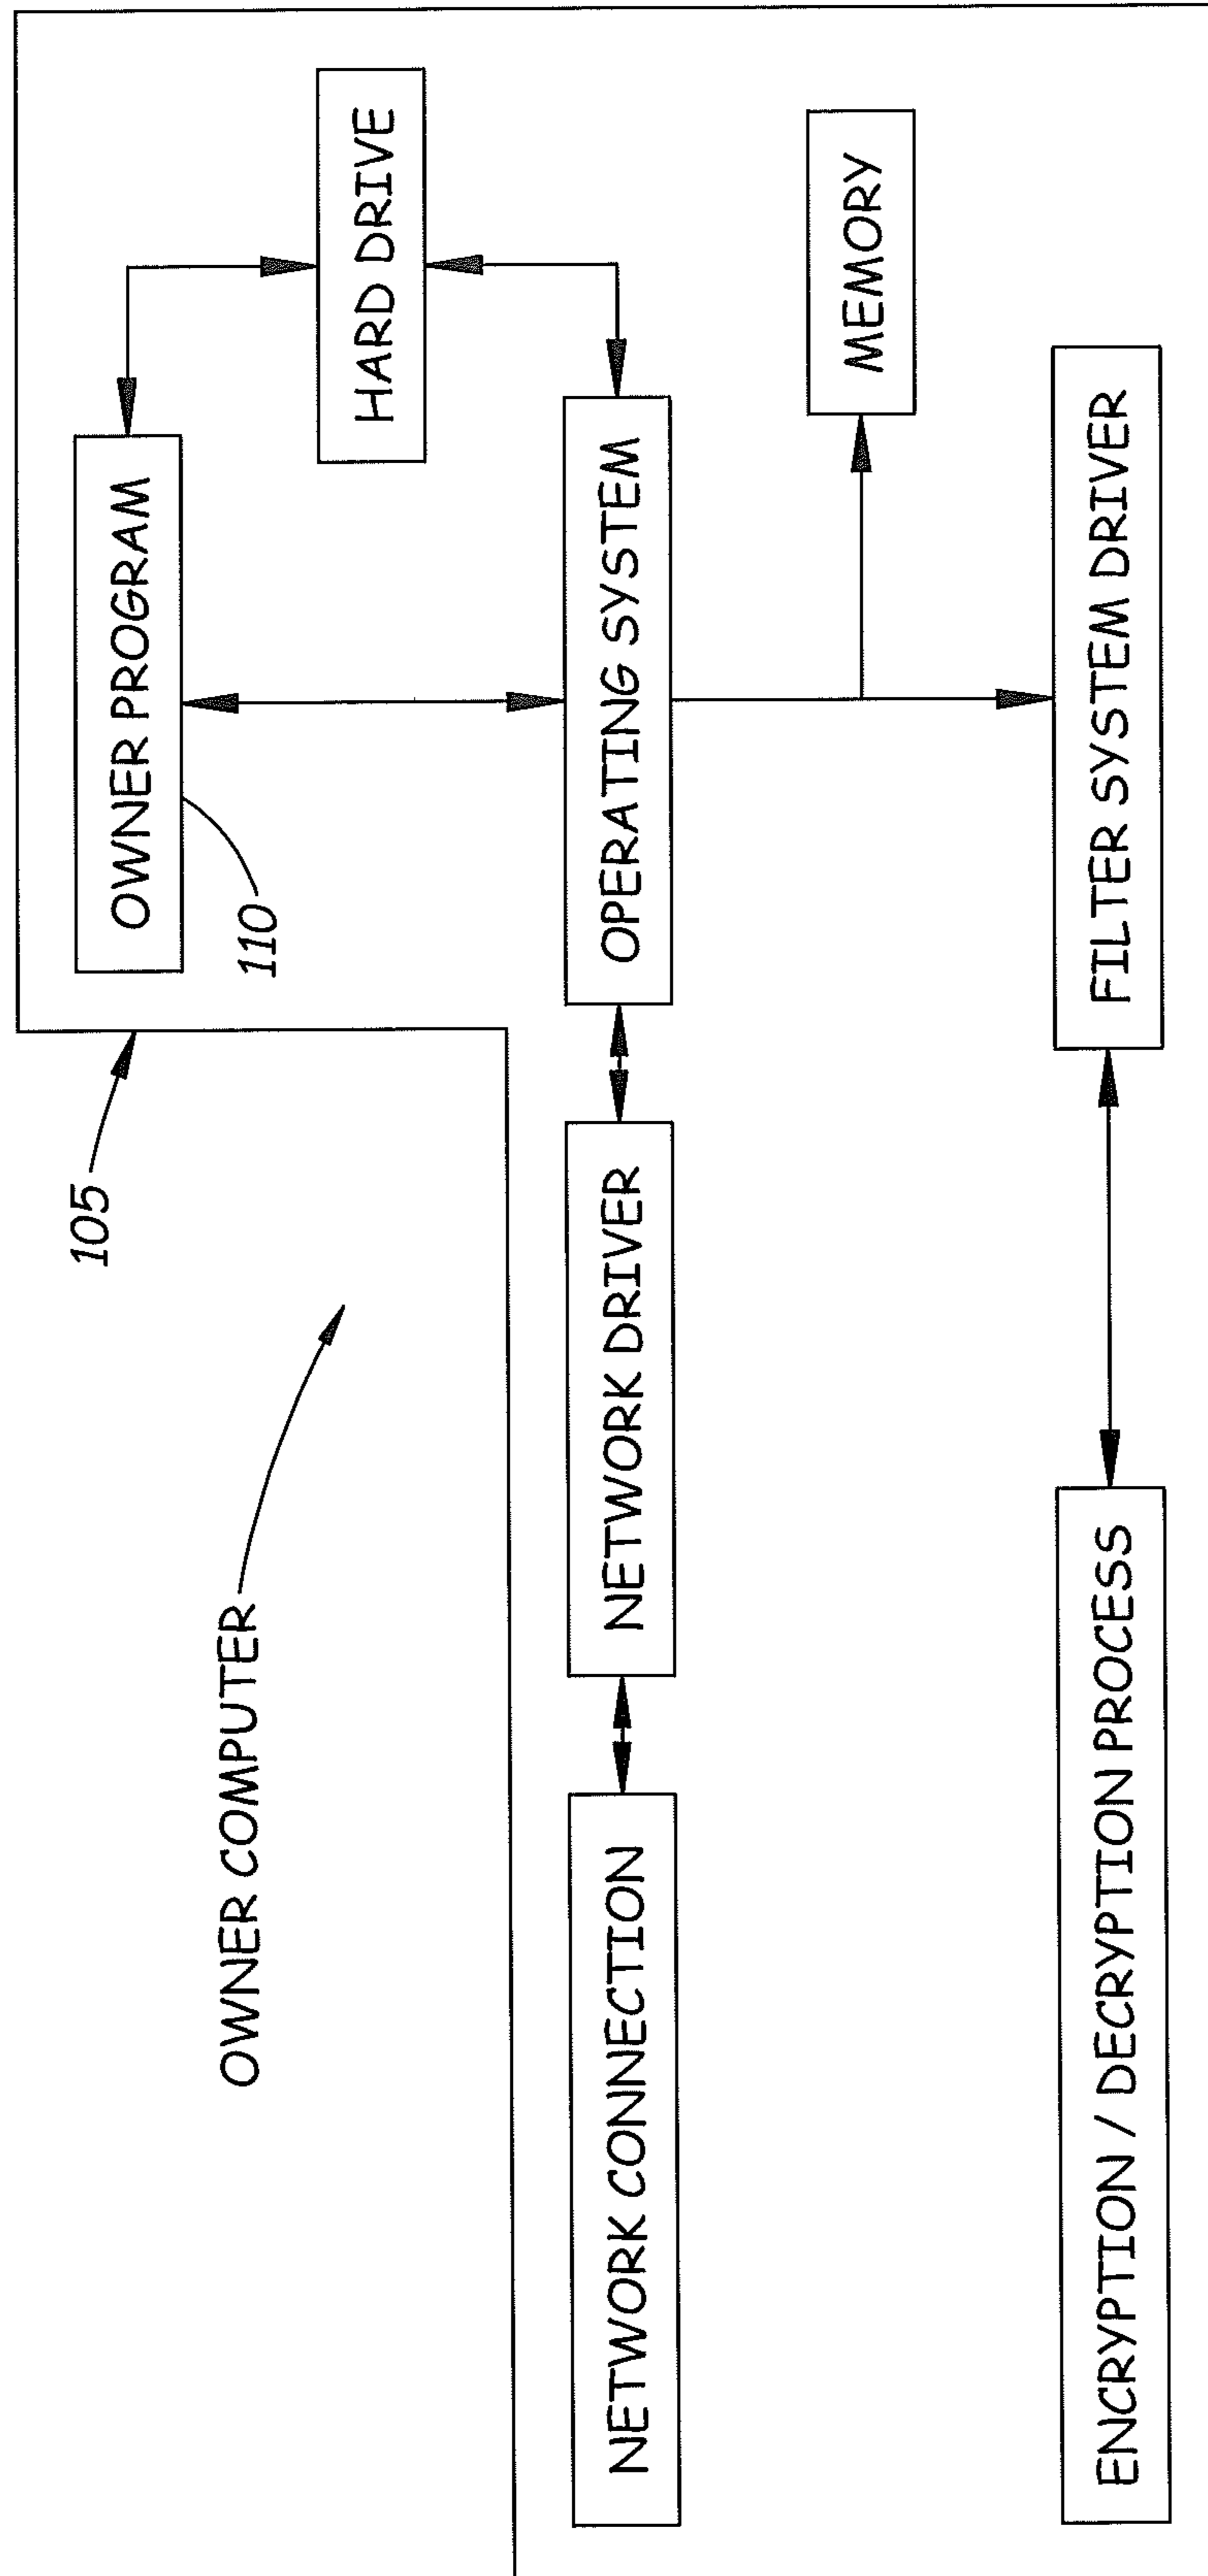 OWNER COMPUTER
105
OWNER PROGRAM
110
HARD DRIVE
NETWORK CONNECTION
NETWORK DRIVER
OPERATING SYSTEM
MEMORY
ENCRYPTION / DECRYPTION PROCESS
FILTER SYSTEM DRIVER